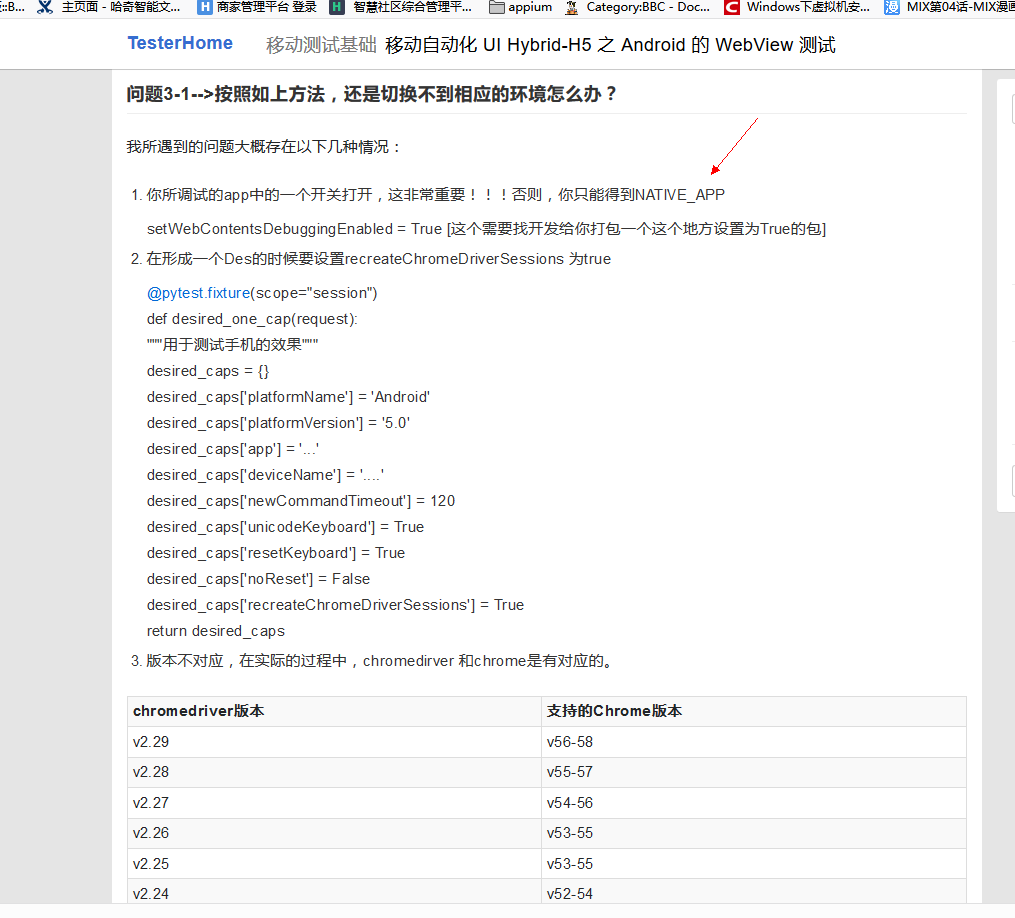 主页面 - 哈奇智能文... 商家管理平台 登录 智慧社区综合管理平... appium Category:BBC - Doc... Windows下虚拟机安... MIX第04话-MIX漫画
TesterHome 移动测试基础 移动自动化 UI Hybrid-H5 之 Android 的 WebView 测试
问题3-1-->按照如上方法，还是切换不到相应的环境怎么办？
我所遇到的问题大概存在以下几种情况：
1. 你所调试的app中的一个开关打开，这非常重要！！！否则，你只能得到NATIVE_APP
setWebContentsDebuggingEnabled = True [这个需要找开发给你打包一个这个地方设置为True的包]
2. 在形成一个Des的时候要设置recreateChromeDriverSessions 为true
@pytest.fixture(scope="session")
def desired_one_cap(request):
"""用于测试手机的效果"""
desired_caps = {}
desired_caps['platformName'] = 'Android'
desired_caps['platformVersion'] = '5.0'
desired_caps['app'] = '...'
desired_caps['deviceName'] = '....'
desired_caps['newCommandTimeout'] = 120
desired_caps['unicodeKeyboard'] = True
desired_caps['resetKeyboard'] = True
desired_caps['noReset'] = False
desired_caps['recreateChromeDriverSessions'] = True
return desired_caps
3. 版本不对应，在实际的过程中，chromedirver 和chrome是有对应的。
chromedriver版本 支持的Chrome版本
v2.29 v56-58
v2.28 v55-57
v2.27 v54-56
v2.26 v53-55
v2.25 v53-55
v2.24 v52-54